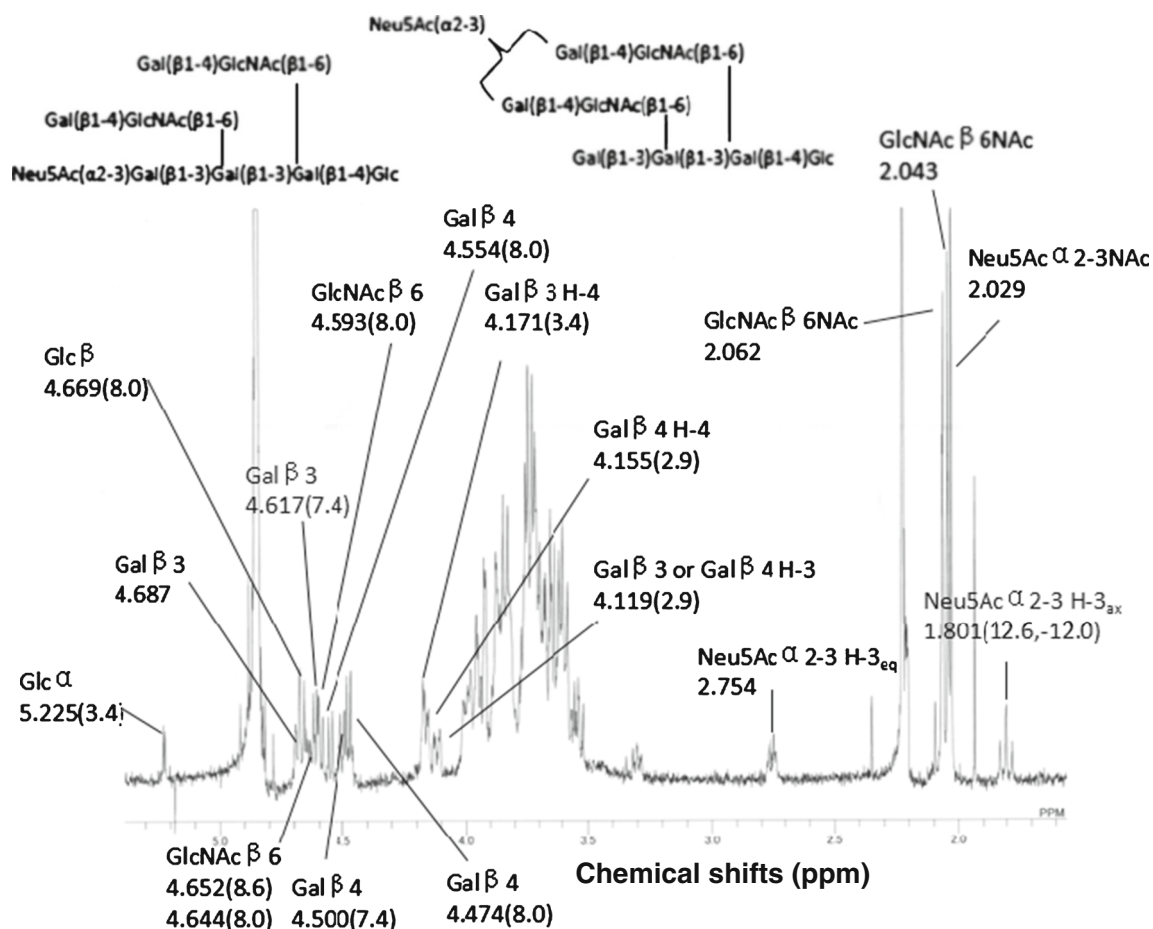 Neu5Ac(α2-3)
Gal(β1-4)GlcNAc(β1-6)
Gal(β1-4)GlcNAc(β1-6)
Neu5Ac(α2-3)Gal(β1-3)Gal(β1-3)Gal(β1-4)Glc
Gal(β1-4)GlcNAc(β1-6)
Gal(β1-4)GlcNAc(β1-6)
Gal(β1-3)Gal(β1-3)Gal(β1-4)Glc
GlcNAc β 6NAc
2.043
Gal β 4
4.554(8.0)
Neu5Ac α 2-3NAc
2.029
GlcNAc β 6
4.593(8.0)
Gal β 3 H-4
4.171(3.4)
GlcNAc β 6NAc
2.062
Glc β
4.669(8.0)
Gal β 4 H-4
4.155(2.9)
Gal β 3
4.617(7.4)
Gal β 3
4.687
Gal β 3 or Gal β 4 H-3
4.119(2.9)
Neu5Ac α 2-3 H-3ax
1.801(12.6,-12.0)
Neu5Ac α 2-3 H-3eq
2.754
Glc α
5.225(3.4)
PPM
5.0 4.5 4.0 3.5 3.0 2.5 2.0
GlcNAc β 6
4.652(8.6)
4.644(8.0)
Gal β 4
4.500(7.4)
Gal β 4
4.474(8.0)
Chemical shifts (ppm)